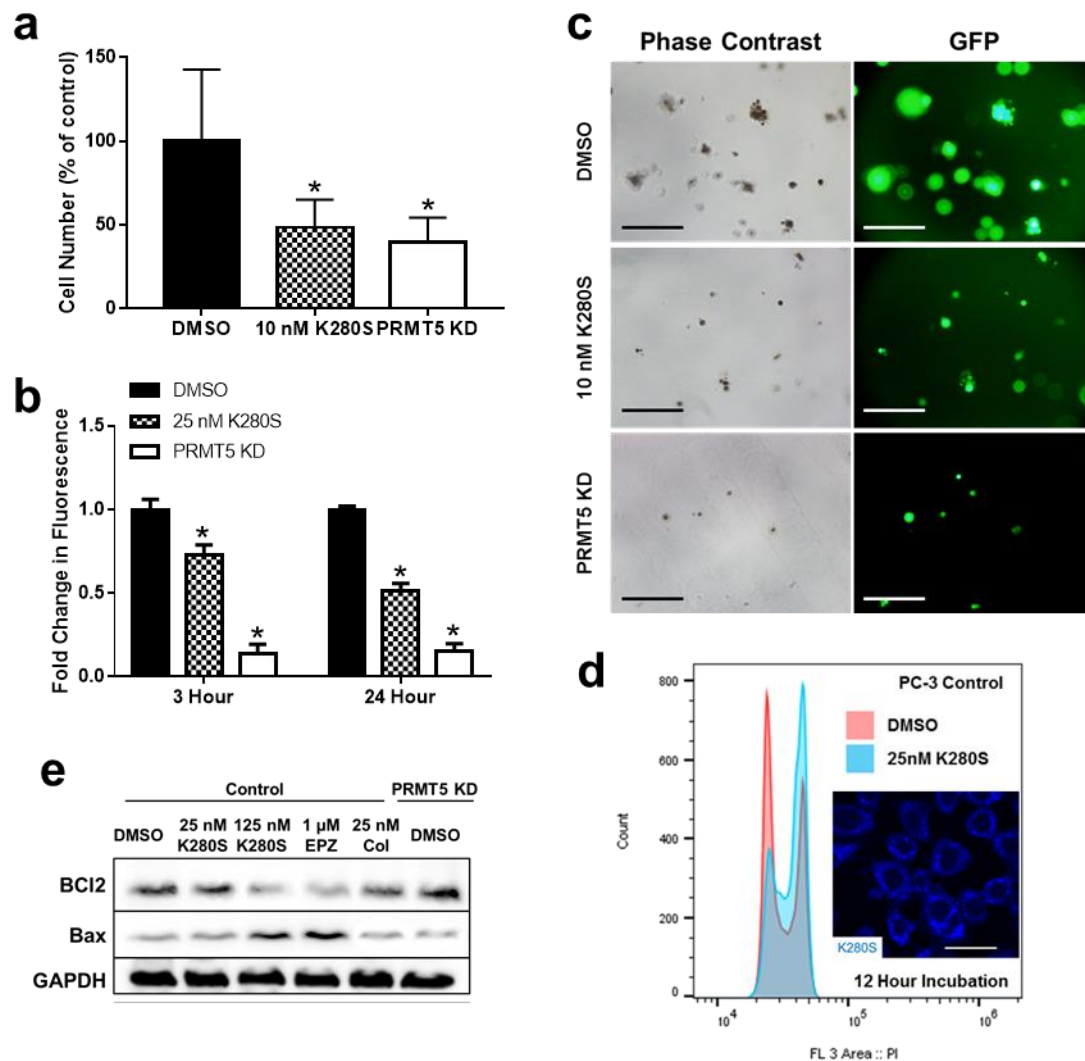 a
Cell Number (% of control)
150
100
50
0
DMSO 10 nM K280S PRMT5 KD
b
DMSO
25 nM K280S
PRMT5 KD
Fold Change in Fluorescence
1.5
1.0
0.5
0.0
* * * *
* *
3 Hour 24 Hour
c
Phase Contrast GFP
DMSO
10 nM K280S
PRMT5 KD
d
PC-3 Control
DMSO
25nM K280S
Count
800
600
400
200
0
K280S
12 Hour Incubation
10^4 10^5 10^6
FL 3 Area :: PI
e
Control PRMT5 KD
DMSO 25 nM K280S 125 nM K280S 1 µM EPZ 25 nM Col DMSO
BCl2
Bax
GAPDH